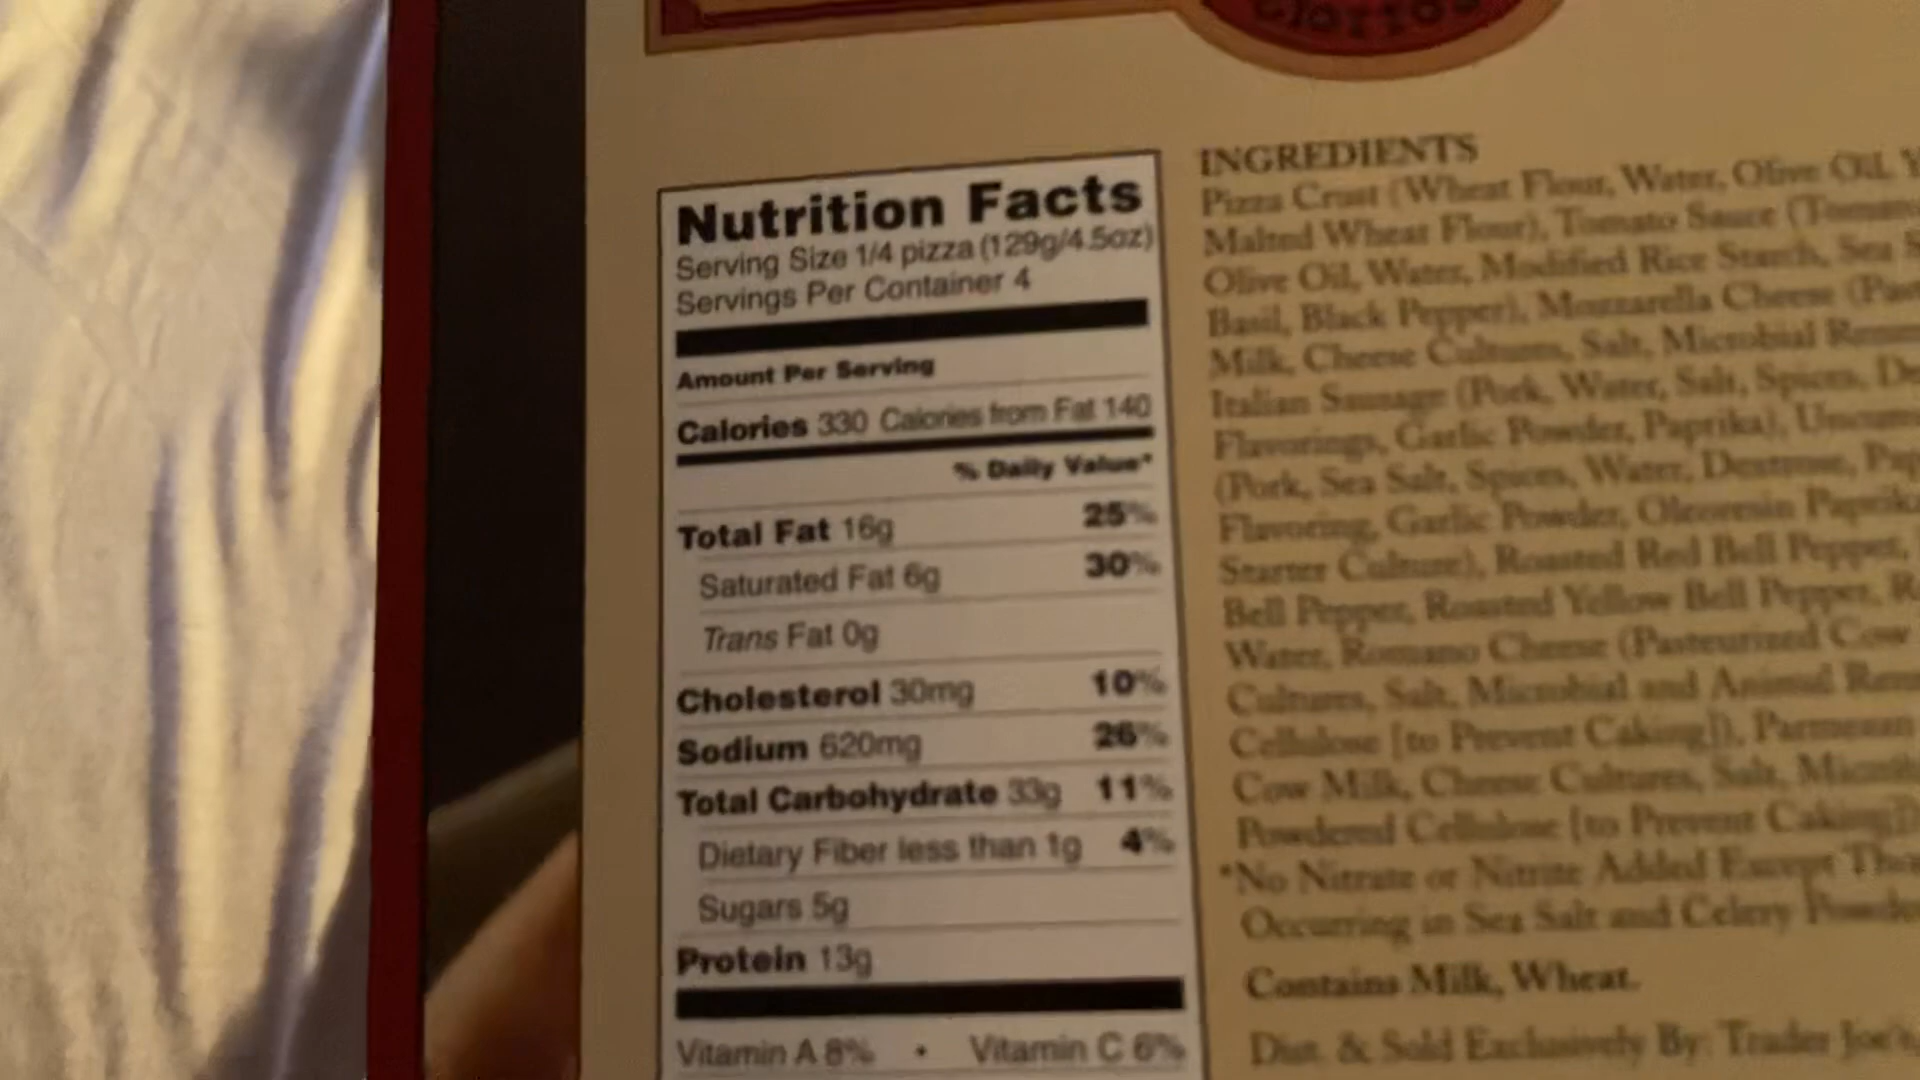 Nutrition Facts
Serving Size 1/4 pizza (129g/4.5oz)
Servings Per Container 4
Amount Per Serving
Calories 330 Calories from Fat 140
% Daily Value*
Total Fat 16g 25%
Saturated Fat 6g 30%
Trans Fat 0g
Cholesterol 30mg 10%
Sodium 620mg 26%
Total Carbohydrate 33g 11%
Dietary Fiber less than 1g 4%
Sugars 5g
Protein 13g
Vitamin A 8% • Vitamin C 6%
INGREDIENTS
Pizza Crust (Wheat Flour, Water, Olive Oil,
Malted Wheat Flour), Tomato Sauce
Olive Oil, Water, Modified Rice Starch, Sea
Basil, Black Pepper), Mozzarella Cheese
Milk, Cheese Cultures, Salt, Microbial
Italian Sausage (Pork, Water, Salt, Spices,
Flavorings, Garlic Powder, Paprika),
(Pork, Sea Salt, Spices, Water, Dextrose,
Flavoring, Garlic Powder, Oleoresin
Starter Culture), Roasted Red Bell Pepper,
Bell Pepper, Roasted Yellow Bell Pepper,
Water, Romano Cheese (Pasteurized Cow
Cultures, Salt, Microbial and Animal
Cellulose [to Prevent Caking]), Parmesan
Cow Milk, Cheese Cultures, Salt,
Powdered Cellulose [to Prevent Caking])
*No Nitrate or Nitrite Added Except
Occurring in Sea Salt and Celery
Contains Milk, Wheat.
Dist. & Sold Exclusively By: Trader Joe's,